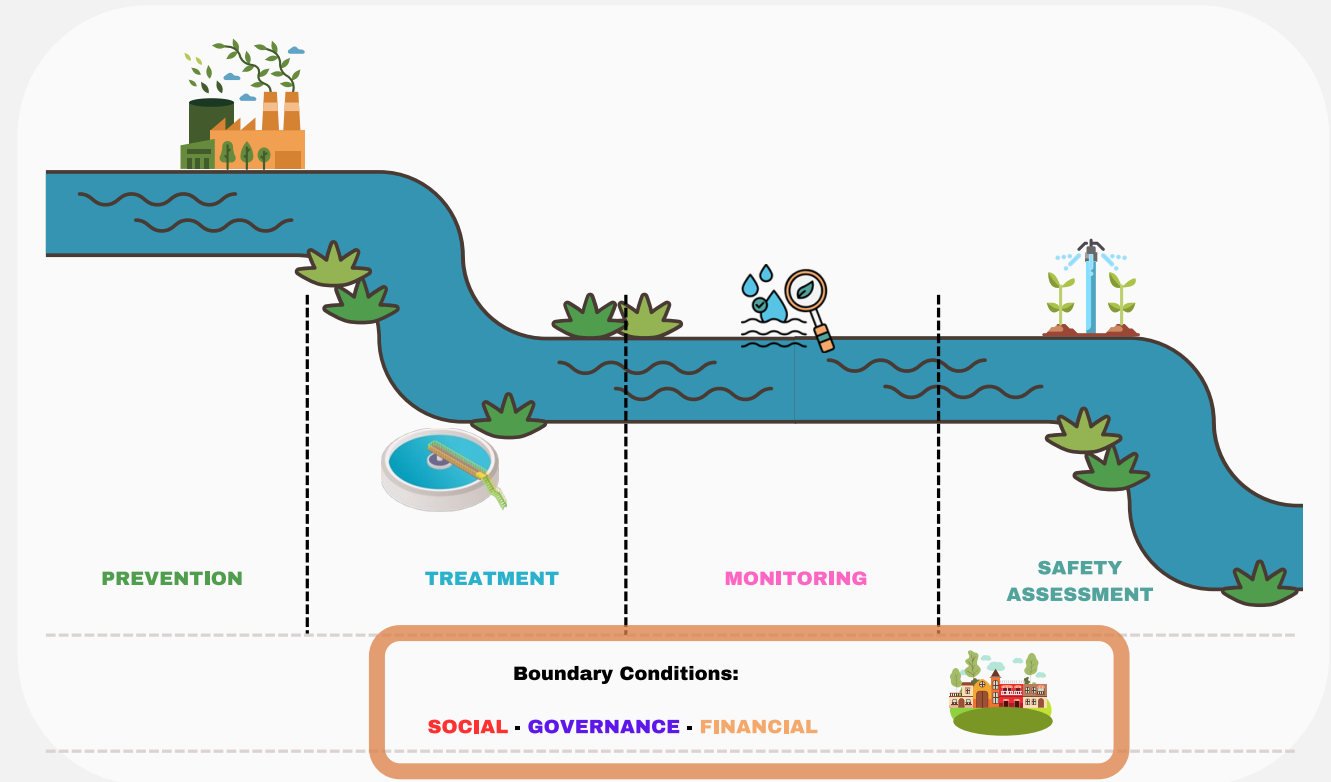 PREVENTION
TREATMENT
MONITORING
SAFETY
ASSESSMENT
Boundary Conditions:
SOCIAL - GOVERNANCE - FINANCIAL